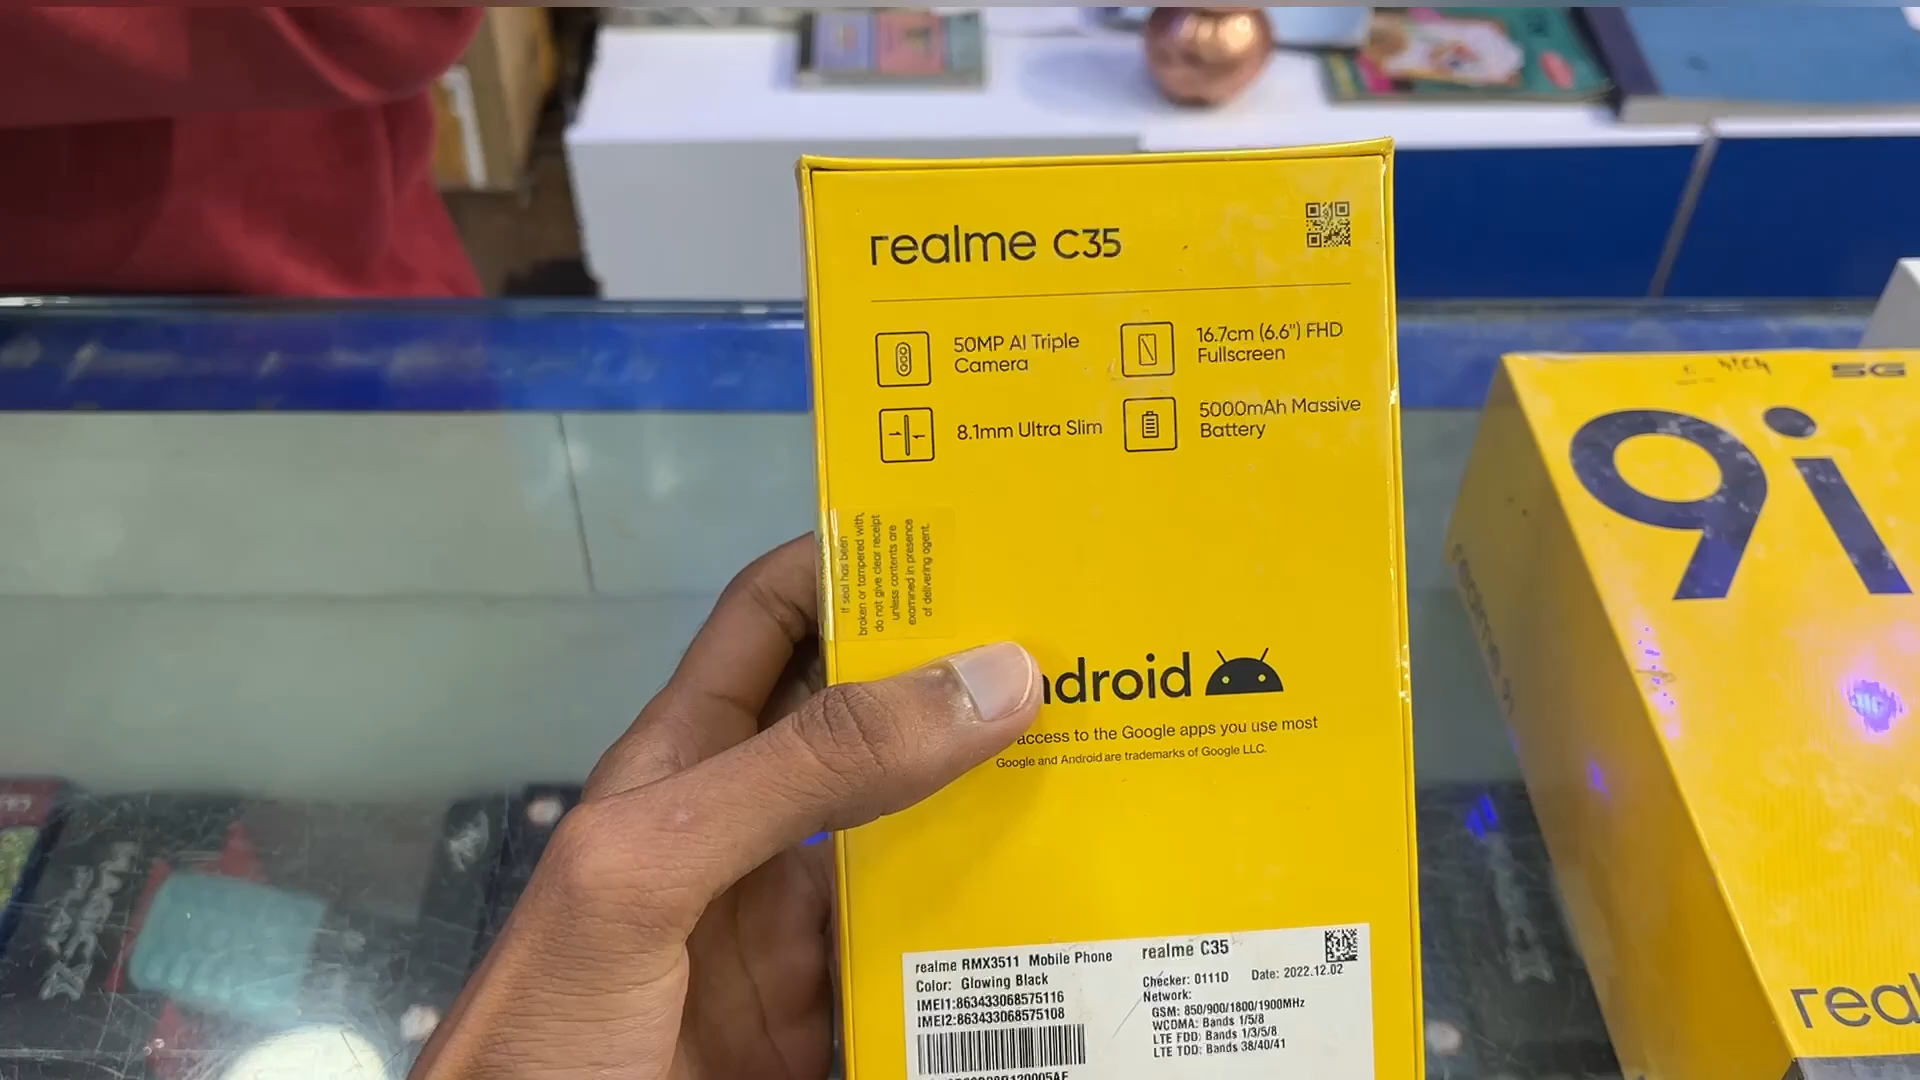 realme C35
50MP AI Triple
Camera
16.7cm (6.6") FHD
Fullscreen
8.1mm Ultra Slim
5000mAh Massive
Battery
If seal has been
broken or tampered with,
do not give clear receipt
unless contents are
examined in presence
of delivering agent.
ndroid
access to the Google apps you use most
Google and Android are trademarks of Google LLC.
realme RMX3511 Mobile Phone
Color: Glowing Black
IMEI1:863433068575116
IMEI2:863433068575108
realme C35
Checker: 0111D Date: 2022.12.02
Network:
GSM: 850/900/1800/1900MHz
WCDMA: Bands 1/5/8
LTE FDD: Bands 1/3/5/8
LTE TDD: Bands 38/40/41
5G
9i
real